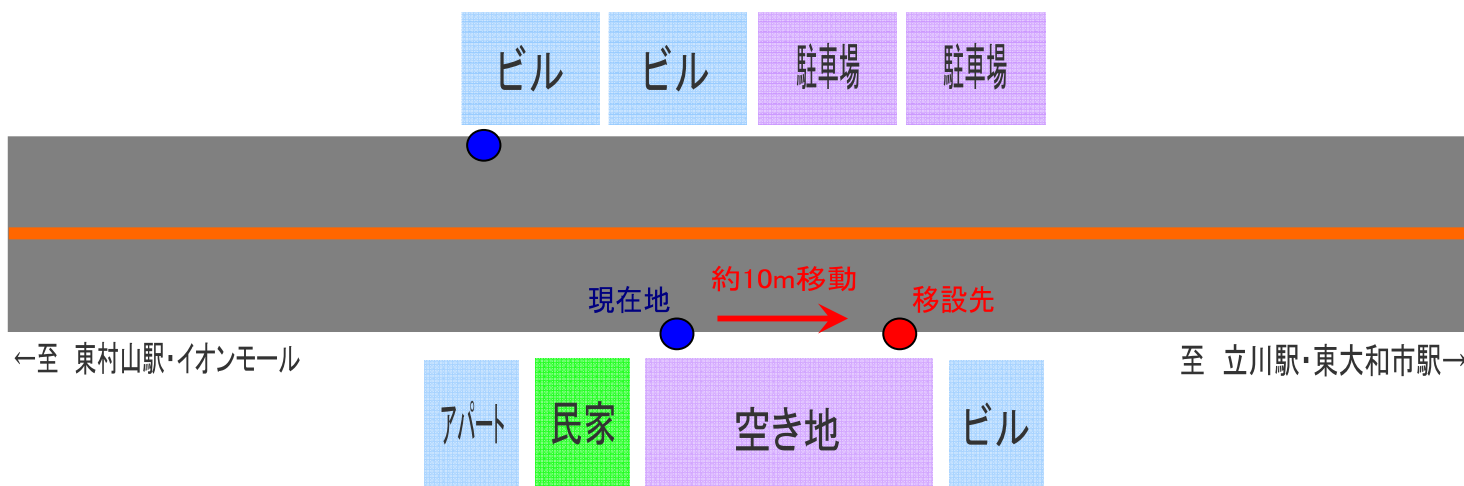 ビル ビル 駐車場 駐車場
約10m移動
現在地 移設先
←至 東村山駅・イオンモール 至 立川駅・東大和市駅→
アパート 民家 空き地 ビル